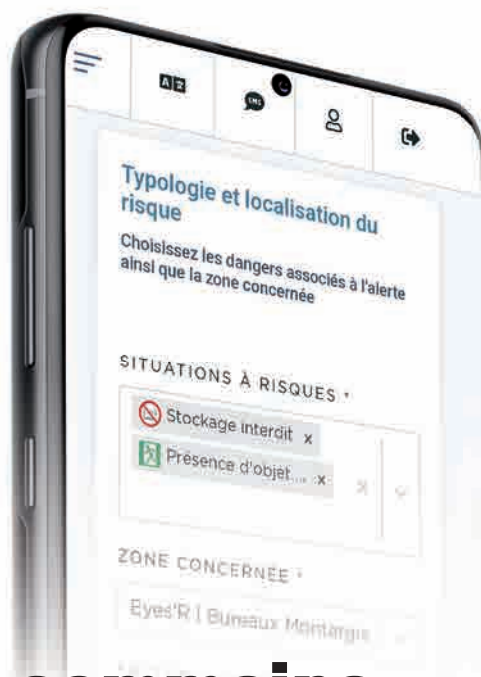 SMS
Typologie et localisation du
risque
Choisissez les dangers associés à l'alerte
ainsi que la zone concernée
SITUATIONS À RISQUES *
Stockage interdit x
Présence d'objet ... x
ZONE CONCERNÉE *
Eyes'R | Bureaux Montargis